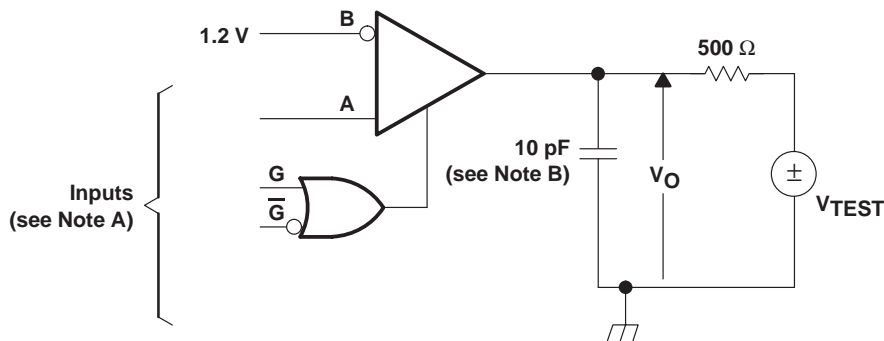 B
1.2 V
500 Ω
A
10 pF
(see Note B)
VO
±
VTEST
G
G̅
Inputs
(see Note A)